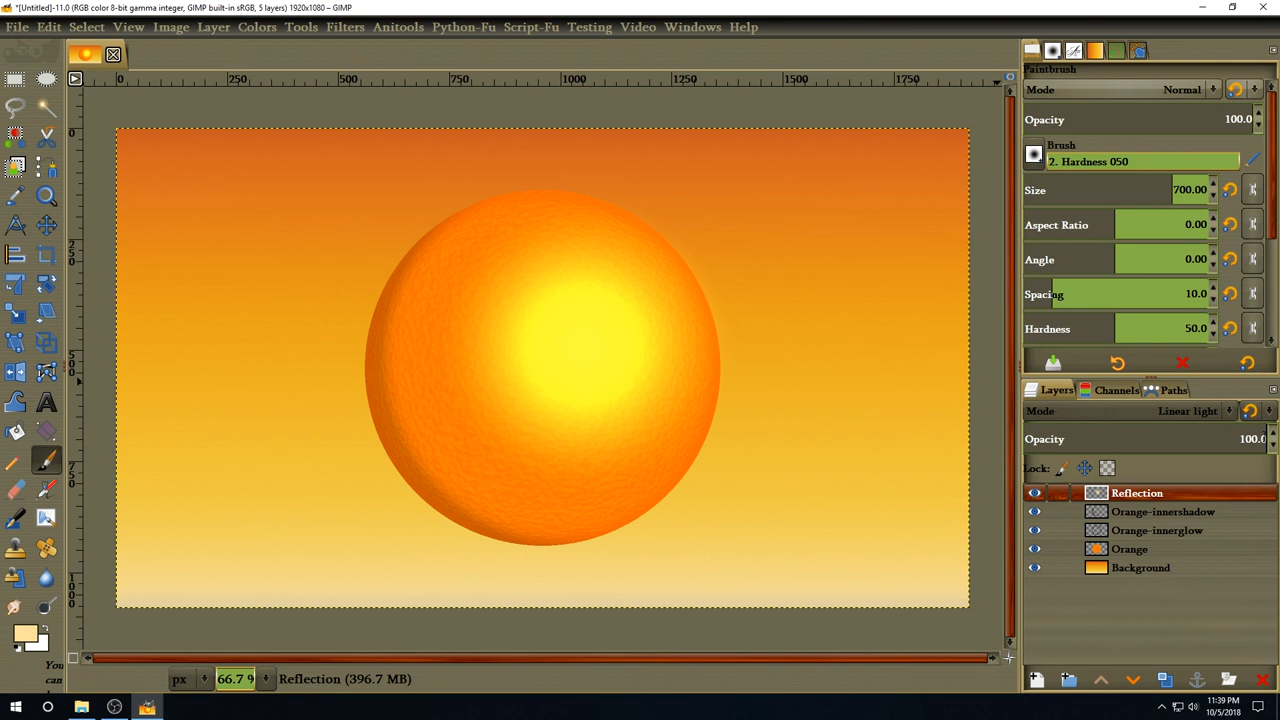 *[Untitled]-11.0 (RGB color 8-bit gamma integer, GIMP built-in sRGB, 5 layers) 1920x1080 – GIMP
File Edit Select View Image Layer Colors Tools Filters Anitools Python-Fu Script-Fu Testing Video Windows Help
0 250 500 750 1000 1250 1500 1750
0
250
500
750
1000
Paintbrush
Mode Normal
Opacity 100.0
Brush
2. Hardness 050
Size 700.00
Aspect Ratio 0.00
Angle 0.00
Spacing 10.0
Hardness 50.0
Layers Channels Paths
Mode Linear light
Opacity 100.0
Lock:
Reflection
Orange-innershadow
Orange-innerglow
Orange
Background
You
can
px 66.7 % Reflection (396.7 MB)
11:39 PM
10/5/2018